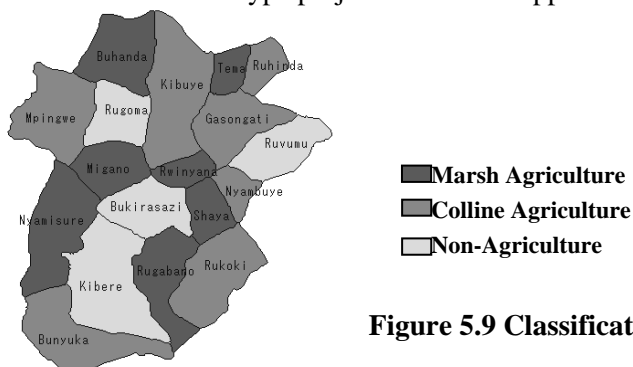 Buhanda
Tema
Ruhinda
Kibuye
Mpingwe
Rugoma
Gasongati
Ruvumu
Migano
Rwinyana
Nyambuye
Nyamisure
Bukirasazi
Shaya
Rugabano
Rukoki
Kibere
Bunyuka
Marsh Agriculture
Colline Agriculture
Non-Agriculture
Figure 5.9 Classificat